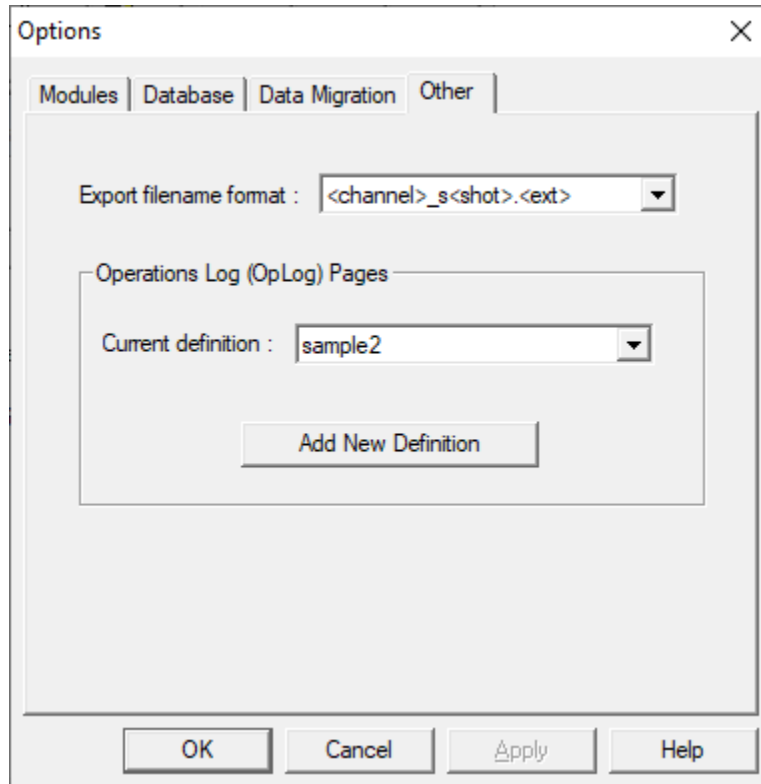 Options
Modules Database Data Migration Other
Export filename format : <channel>_s<shot>.<ext>
Operations Log (OpLog) Pages
Current definition : sample2
Add New Definition
OK Cancel Apply Help